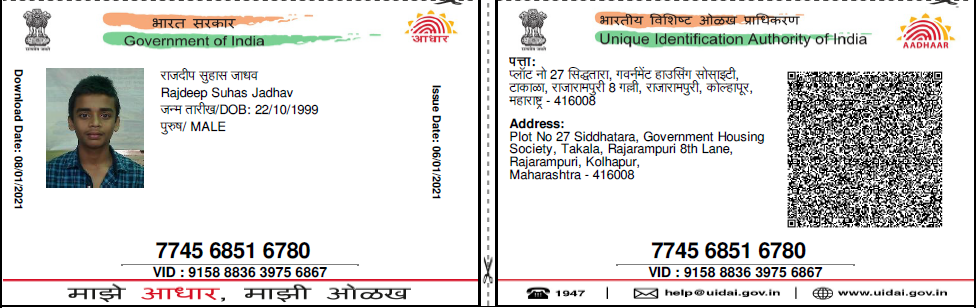 भारत सरकार
Government of India
आधार
Download Date: 08/01/2021
राजदीप सुहास जाधव
Rajdeep Suhas Jadhav
जन्म तारीख/DOB: 22/10/1999
पुरुष/ MALE
Issue Date: 06/01/2021
7745 6851 6780
VID : 9158 8836 3975 6867
माझे आधार, माझी ओळख
भारतीय विशिष्ट ओळख प्राधिकरण
Unique Identification Authority of India
AADHAAR
पत्ता:
प्लॉट नो 27 सिद्धतारा, गवर्नमेंट हाउसिंग सोसाइटी,
टाकाळा, राजारामपुरी 8 गल्ली, राजारामपुरी, कोल्हापूर,
महाराष्ट्र - 416008
Address:
Plot No 27 Siddhatara, Government Housing
Society, Takala, Rajarampuri 8th Lane,
Rajarampuri, Kolhapur,
Maharashtra - 416008
7745 6851 6780
VID : 9158 8836 3975 6867
1947 | help@uidai.gov.in | www.uidai.gov.in